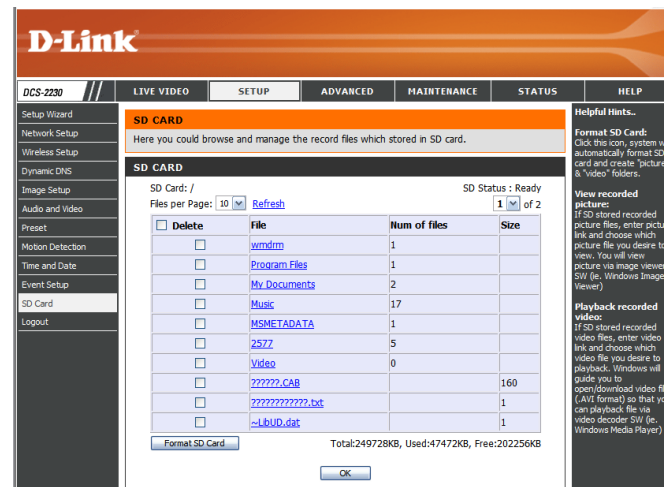 D-Link
DCS-2230
LIVE VIDEO
SETUP
ADVANCED
MAINTENANCE
STATUS
HELP
Setup Wizard
Network Setup
Wireless Setup
Dynamic DNS
Image Setup
Audio and Video
Preset
Motion Detection
Time and Date
Event Setup
SD Card
Logout
SD CARD
Here you could browse and manage the record files which stored in SD card.
SD CARD
SD Card: /
SD Status : Ready
Files per Page: 10 Refresh
1 of 2
Delete File Num of files Size
wmdrm 1
Program Files 1
My Documents 2
Music 17
MSMETADATA 1
2577 5
Video 0
??????.CAB 160
????????????.txt 1
~LibUD.dat 1
Format SD Card
Total:249728KB, Used:47472KB, Free:202256KB
OK
Helpful Hints..
Format SD Card:
Click this icon, system
automatically format SD
card and create "picture
& "video" folders.
View recorded
picture:
If SD stored recorded
picture files, enter
link and choose which
picture file you desire to
view. You will view
picture via image viewer
SW (ie. Windows Image
Viewer)
Playback recorded
video:
If SD stored recorded
video files, enter video
link and choose which
video file you desire to
playback. Windows will
guide you to
open/download video
(.AVI format) so that
can playback file via
video decoder SW (ie.
Windows Media Player)